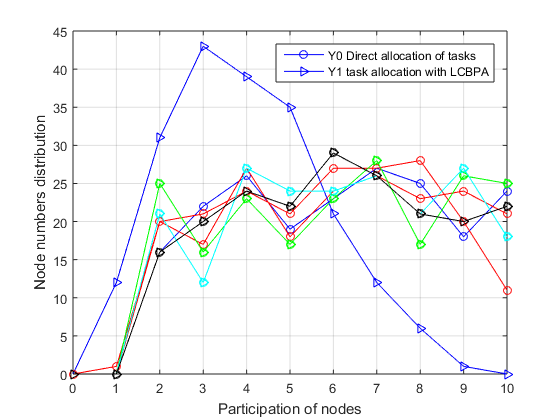 45
40
35
30
25
20
15
10
5
0
Node numbers distribution
Y0 Direct allocation of tasks
Y1 task allocation with LCBPA
0 1 2 3 4 5 6 7 8 9 10
Participation of nodes